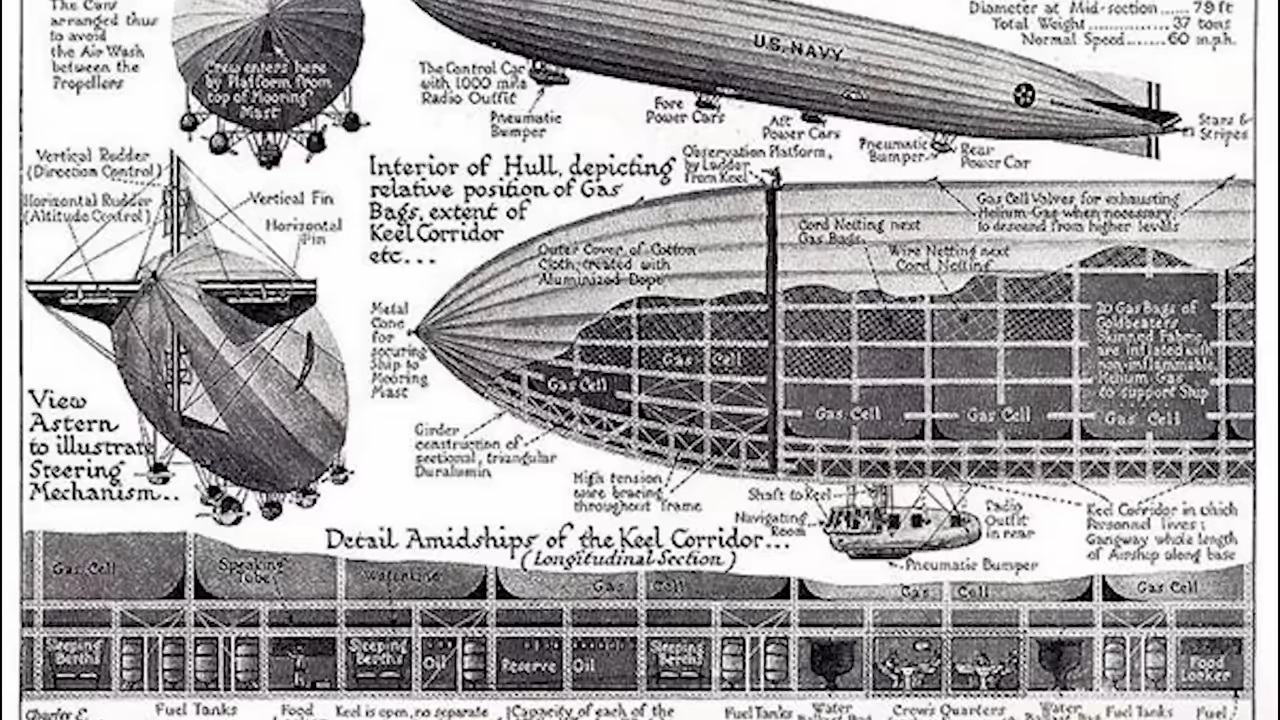 The Cars
arranged thus
to avoid
the Air Wash
between the
Propellers
Crew enters here
by Platform from
top of Mooring
Mast
The Control Car
with 1000 mile
Radio Outfit
Pneumatic
Bumper
U.S. NAVY
Fore
Power Cars
Aft
Power Cars
Pneumatic
Bumper
Rear
Power Car
Diameter at Mid-section...... 79 ft
Total Weight............... 37 tons
Normal Speed....... 60 m.p.h.
Stars &
Stripes
Vertical Rudder
(Direction Control)
Horizontal Rudder
(Altitude Control)
Vertical Fin
Horizontal
Fin
View
Astern
to illustrate
Steering
Mechanism..
Interior of Hull, depicting
relative position of Gas
Bags, extent of
Keel Corridor
etc...
Observation Platform,
by Ladder
from Keel
Gas Cell Valves for exhausting
Helium Gas when necessary
to descend from higher levels
Cord Netting next
Gas Bags
Wire Netting next
Cord Netting
Outer Cover of Cotton
Cloth, treated with
Aluminized Dope
Metal
Cone
for
securing
Ship to
Mooring
Mast
20 Gas Bags of
Goldbeaters
Skinned Fabric
are inflated with
non-inflammable
Helium Gas
to support Ship
Gas Cell
Gas Cell
Gas Cell
Gas Cell
Gas Cell
Girder
construction of
sectional, triangular
Duralumin
High tension
wire bracing
throughout frame
Shaft to Keel
Navigating
Room
Radio
Outfit
in rear
Pneumatic Bumper
Keel Corridor in which
Personnel lives;
Gangway whole length
of Airship along base
Detail Amidships of the Keel Corridor...
(Longitudinal Section)
Gas Cell
Speaking
Tube
Water Line
Gas Cell
Gas Cell
Gas Cell
Sleeping
Berths
Sleeping
Berths
Oil
Reserve Oil
Sleeping
Berths
Food
Locker
Fuel Tanks
Food
Keel is open, no separate
Capacity of each of the
Fuel Tanks
Water
Crew's Quarters
Water
Fuel Tanks
Fuel